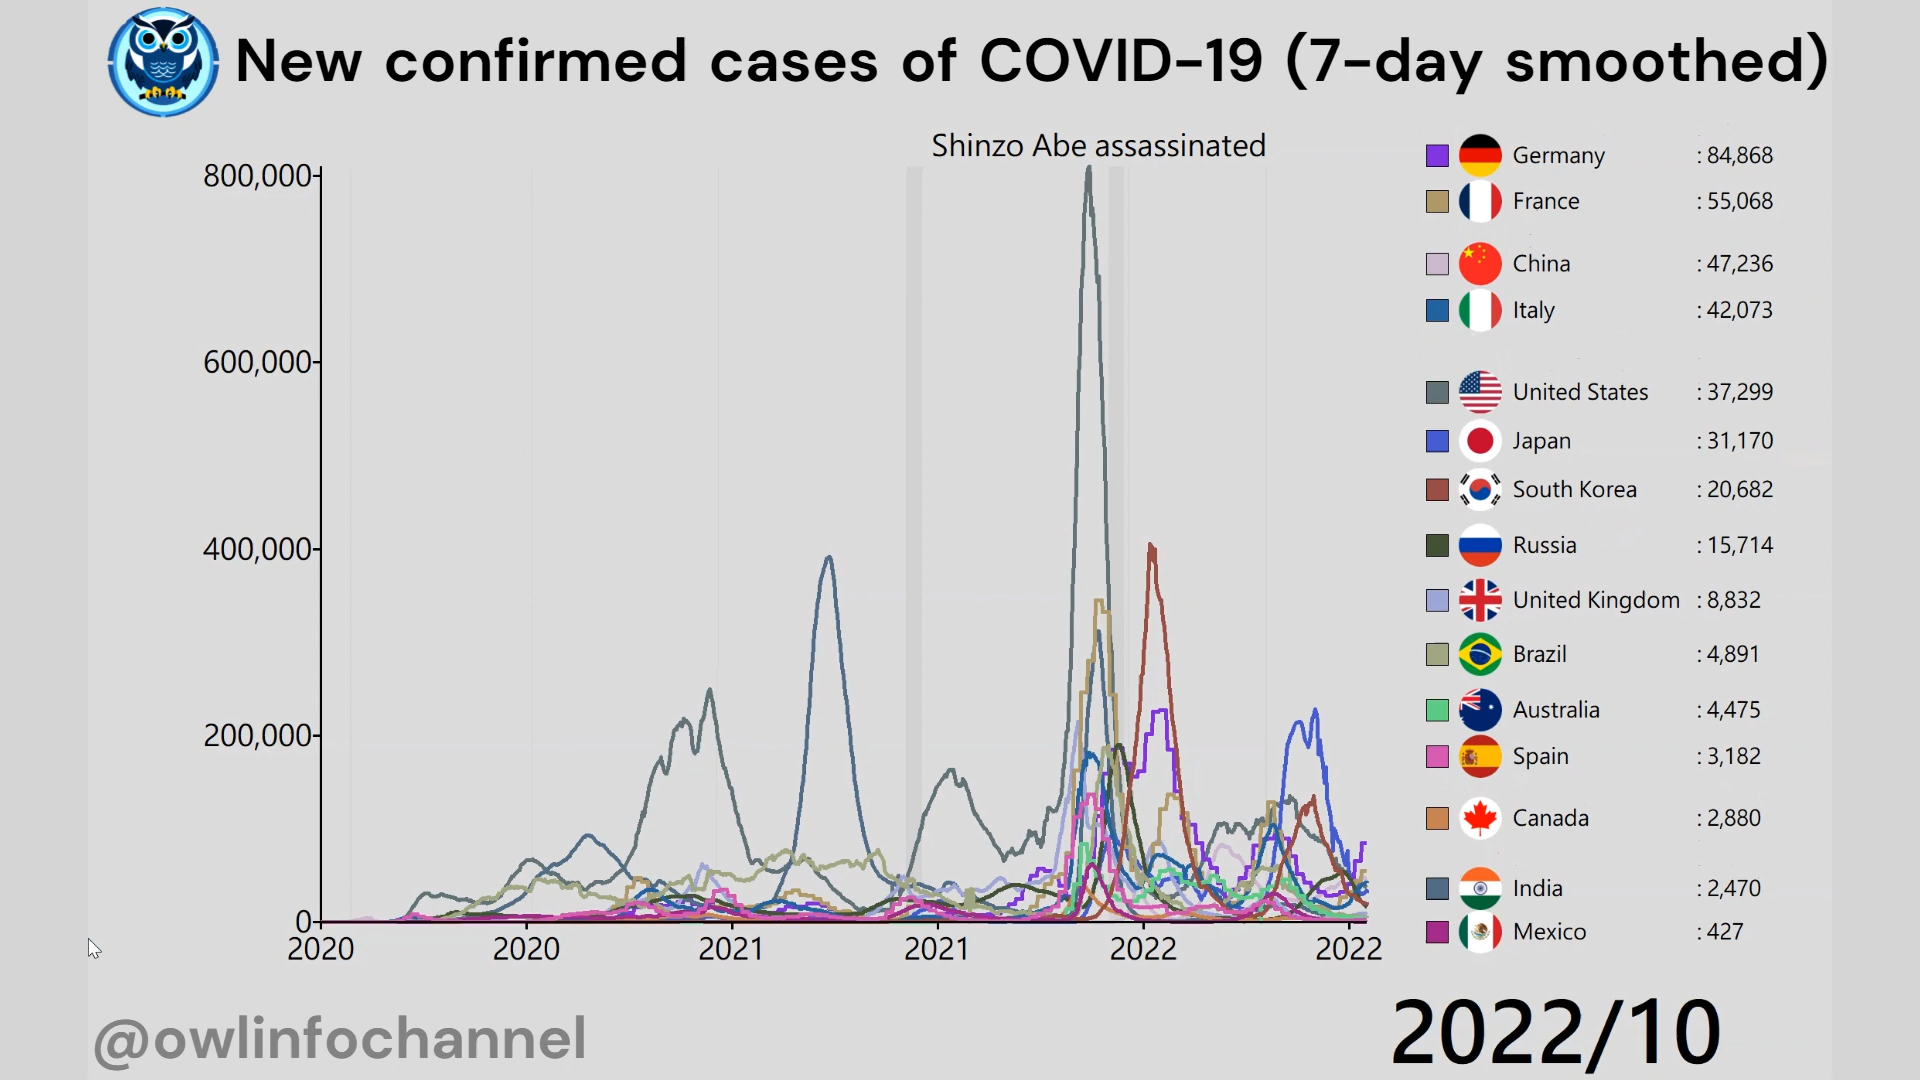 New confirmed cases of COVID-19 (7-day smoothed)
Shinzo Abe assassinated
800,000
600,000
400,000
200,000
0
2020 2020 2021 2021 2022 2022
Germany : 84,868
France : 55,068
China : 47,236
Italy : 42,073
United States : 37,299
Japan : 31,170
South Korea : 20,682
Russia : 15,714
United Kingdom : 8,832
Brazil : 4,891
Australia : 4,475
Spain : 3,182
Canada : 2,880
India : 2,470
Mexico : 427
@owlinfochannel
2022/10